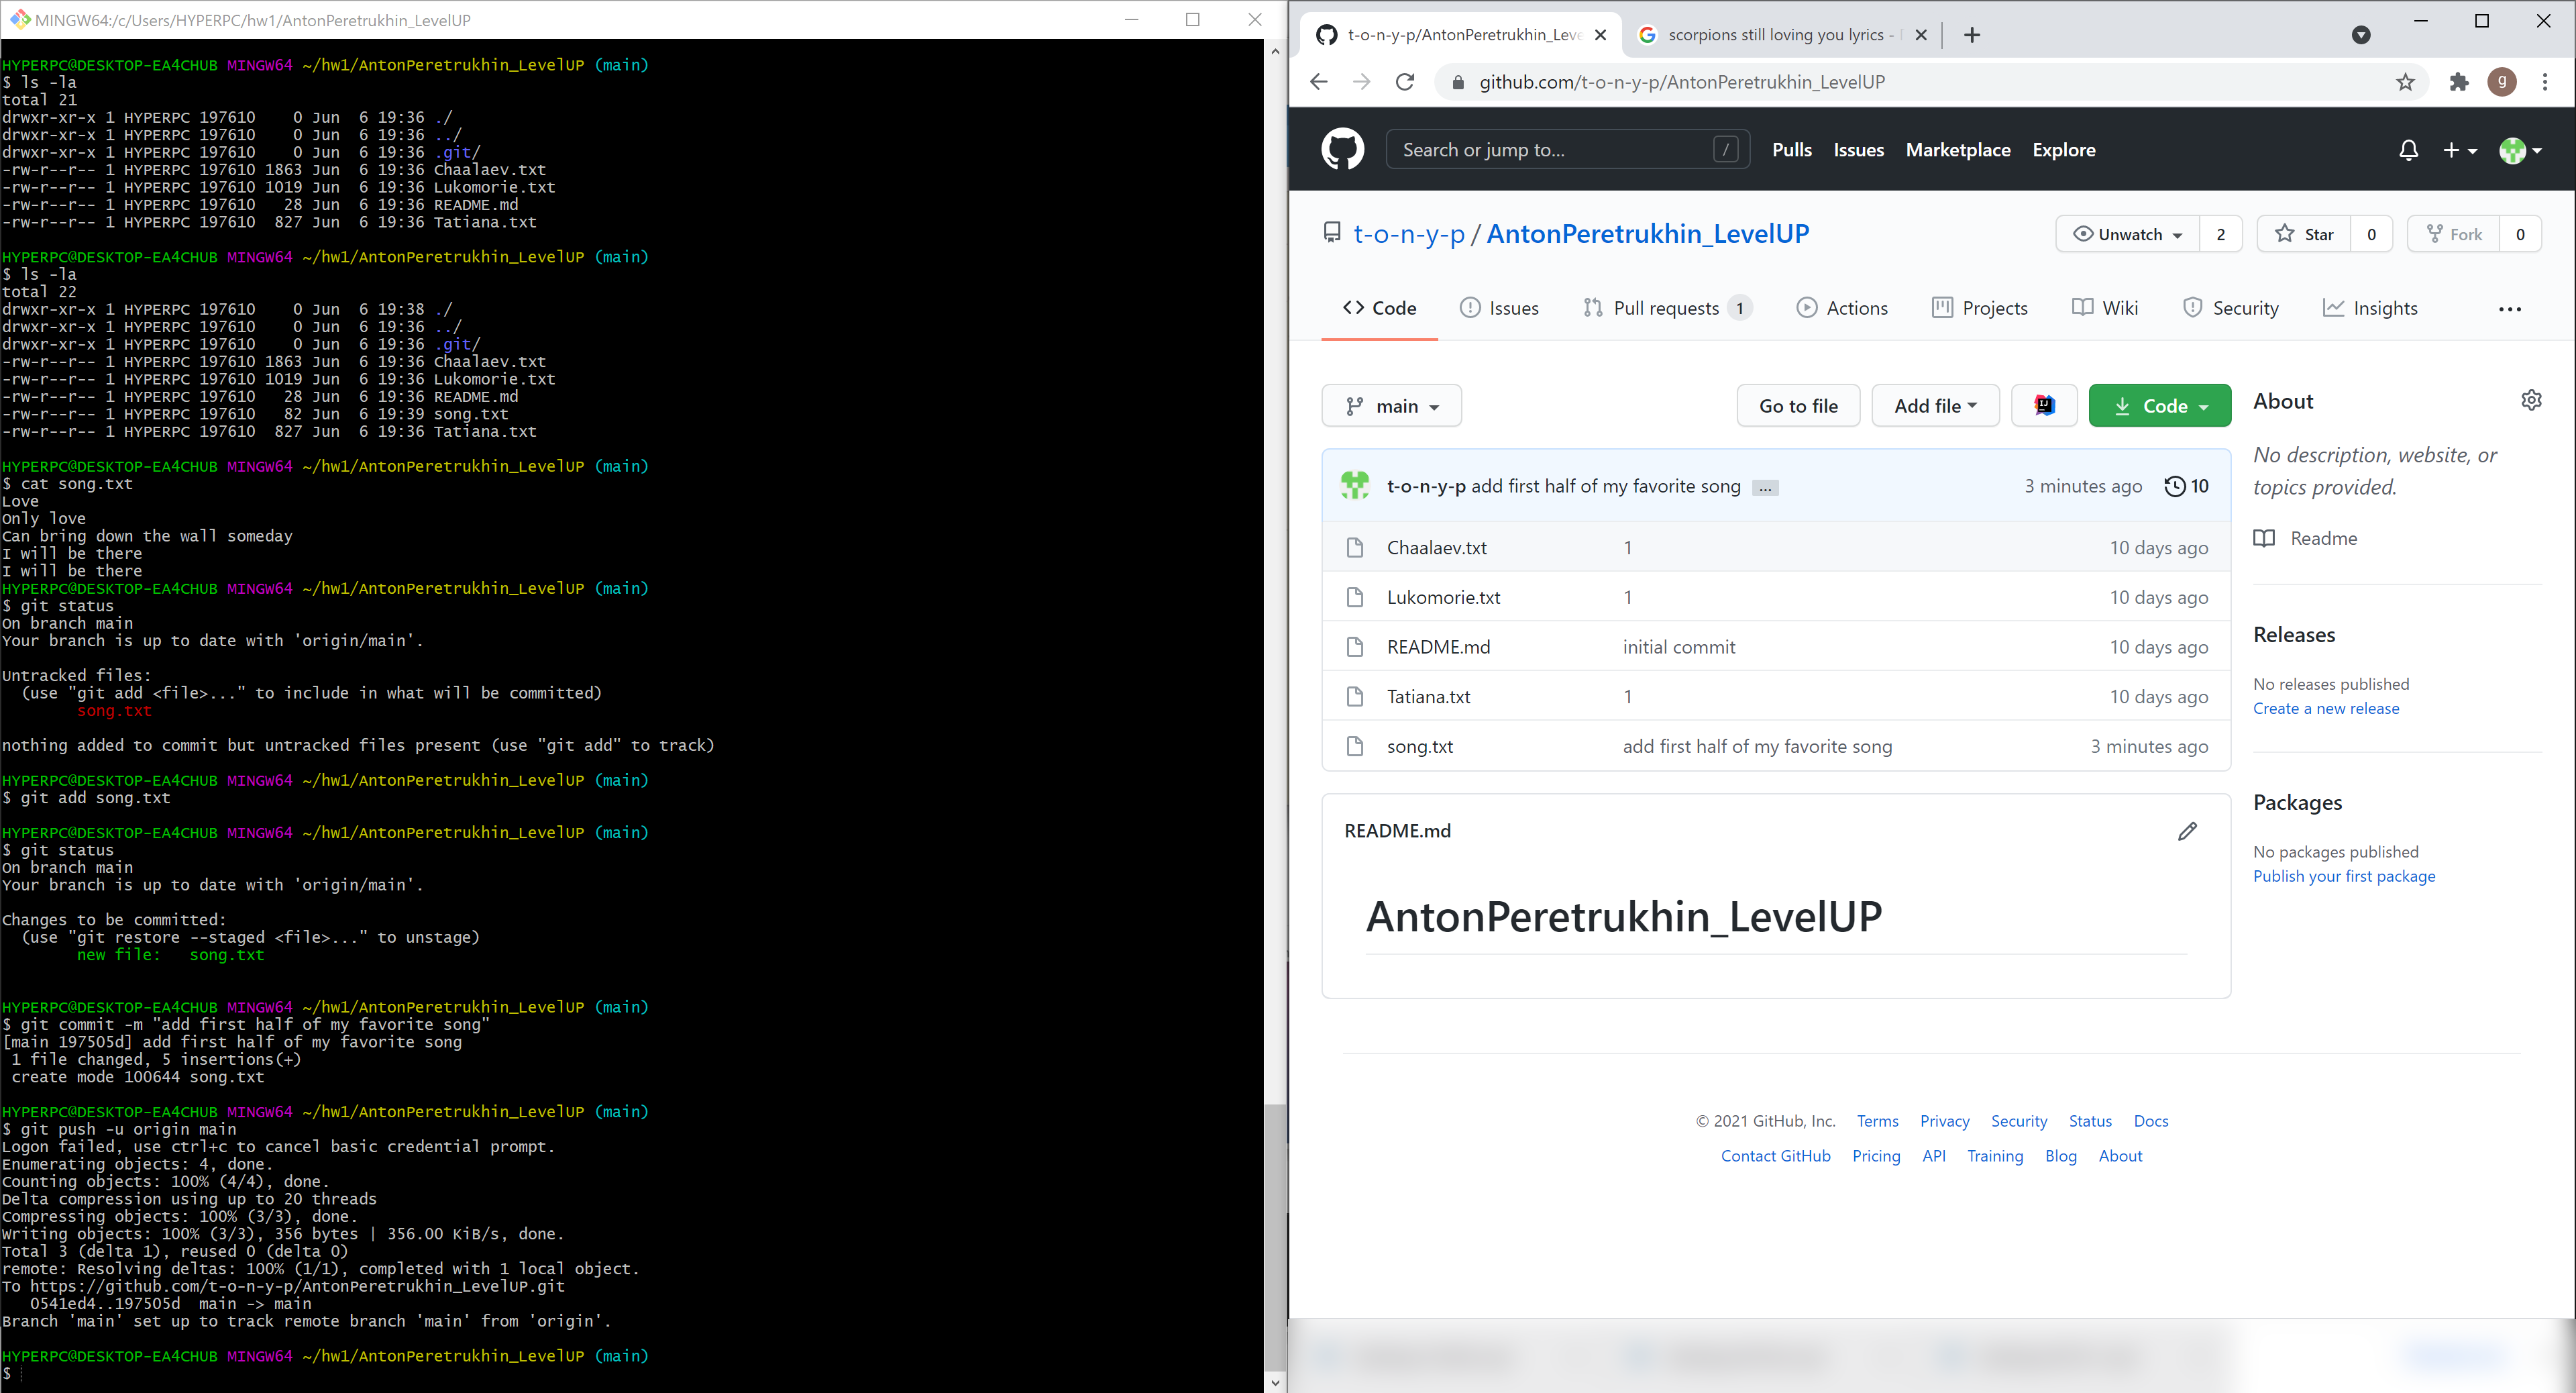 MINGW64:/c/Users/HYPERPC/hw1/AntonPeretrukhin_LevelUP
HYPERPC@DESKTOP-EA4CHUB MINGW64 ~/hw1/AntonPeretrukhin_LevelUP (main)
$ ls -la
total 21
drwxr-xr-x 1 HYPERPC 197610    0 Jun  6 19:36 ./
drwxr-xr-x 1 HYPERPC 197610    0 Jun  6 19:36 ../
drwxr-xr-x 1 HYPERPC 197610    0 Jun  6 19:36 .git/
-rw-r--r-- 1 HYPERPC 197610 1863 Jun  6 19:36 Chaalaev.txt
-rw-r--r-- 1 HYPERPC 197610 1019 Jun  6 19:36 Lukomorie.txt
-rw-r--r-- 1 HYPERPC 197610   28 Jun  6 19:36 README.md
-rw-r--r-- 1 HYPERPC 197610  827 Jun  6 19:36 Tatiana.txt
HYPERPC@DESKTOP-EA4CHUB MINGW64 ~/hw1/AntonPeretrukhin_LevelUP (main)
$ ls -la
total 22
drwxr-xr-x 1 HYPERPC 197610    0 Jun  6 19:38 ./
drwxr-xr-x 1 HYPERPC 197610    0 Jun  6 19:36 ../
drwxr-xr-x 1 HYPERPC 197610    0 Jun  6 19:36 .git/
-rw-r--r-- 1 HYPERPC 197610 1863 Jun  6 19:36 Chaalaev.txt
-rw-r--r-- 1 HYPERPC 197610 1019 Jun  6 19:36 Lukomorie.txt
-rw-r--r-- 1 HYPERPC 197610   28 Jun  6 19:36 README.md
-rw-r--r-- 1 HYPERPC 197610   82 Jun  6 19:39 song.txt
-rw-r--r-- 1 HYPERPC 197610  827 Jun  6 19:36 Tatiana.txt
HYPERPC@DESKTOP-EA4CHUB MINGW64 ~/hw1/AntonPeretrukhin_LevelUP (main)
$ cat song.txt
Love
Only love
Can bring down the wall someday
I will be there
I will be there
HYPERPC@DESKTOP-EA4CHUB MINGW64 ~/hw1/AntonPeretrukhin_LevelUP (main)
$ git status
On branch main
Your branch is up to date with 'origin/main'.
Untracked files:
  (use "git add <file>..." to include in what will be committed)
        song.txt
nothing added to commit but untracked files present (use "git add" to track)
HYPERPC@DESKTOP-EA4CHUB MINGW64 ~/hw1/AntonPeretrukhin_LevelUP (main)
$ git add song.txt
HYPERPC@DESKTOP-EA4CHUB MINGW64 ~/hw1/AntonPeretrukhin_LevelUP (main)
$ git status
On branch main
Your branch is up to date with 'origin/main'.
Changes to be committed:
  (use "git restore --staged <file>..." to unstage)
        new file:   song.txt
HYPERPC@DESKTOP-EA4CHUB MINGW64 ~/hw1/AntonPeretrukhin_LevelUP (main)
$ git commit -m "add first half of my favorite song"
[main 197505d] add first half of my favorite song
 1 file changed, 5 insertions(+)
 create mode 100644 song.txt
HYPERPC@DESKTOP-EA4CHUB MINGW64 ~/hw1/AntonPeretrukhin_LevelUP (main)
$ git push -u origin main
Logon failed, use ctrl+c to cancel basic credential prompt.
Enumerating objects: 4, done.
Counting objects: 100% (4/4), done.
Delta compression using up to 20 threads
Compressing objects: 100% (3/3), done.
Writing objects: 100% (3/3), 356 bytes | 356.00 KiB/s, done.
Total 3 (delta 1), reused 0 (delta 0)
remote: Resolving deltas: 100% (1/1), completed with 1 local object.
To https://github.com/t-o-n-y-p/AntonPeretrukhin_LevelUP.git
   0541ed4..197505d  main -> main
Branch 'main' set up to track remote branch 'main' from 'origin'.
HYPERPC@DESKTOP-EA4CHUB MINGW64 ~/hw1/AntonPeretrukhin_LevelUP (main)
$
t-o-n-y-p/AntonPeretrukhin_Leve
scorpions still loving you lyrics -
github.com/t-o-n-y-p/AntonPeretrukhin_LevelUP
g
Search or jump to... /
Pulls Issues Marketplace Explore
t-o-n-y-p / AntonPeretrukhin_LevelUP
Unwatch 2 Star 0 Fork 0
Code Issues Pull requests 1 Actions Projects Wiki Security Insights
main Go to file Add file IJ Code
t-o-n-y-p add first half of my favorite song ... 3 minutes ago 10
Chaalaev.txt 1 10 days ago
Lukomorie.txt 1 10 days ago
README.md initial commit 10 days ago
Tatiana.txt 1 10 days ago
song.txt add first half of my favorite song 3 minutes ago
README.md
AntonPeretrukhin_LevelUP
About
No description, website, or
topics provided.
Readme
Releases
No releases published
Create a new release
Packages
No packages published
Publish your first package
© 2021 GitHub, Inc. Terms Privacy Security Status Docs
Contact GitHub Pricing API Training Blog About